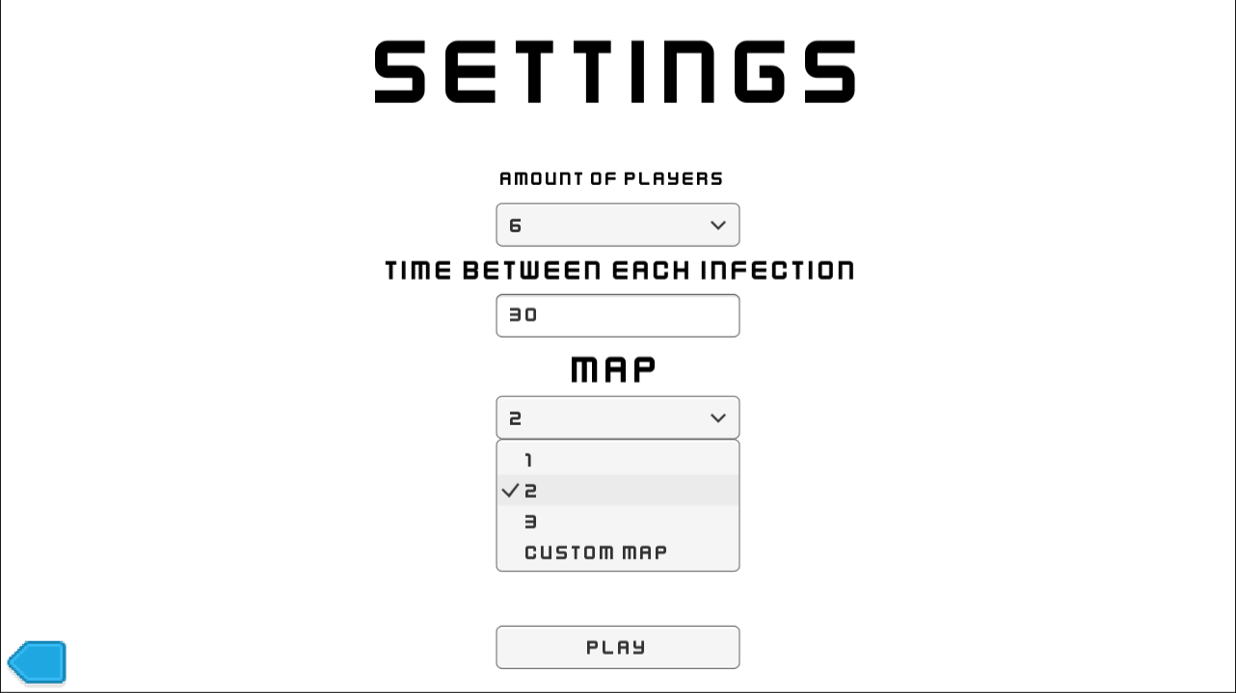 SETTINGS
AMOUNT OF PLAYERS
6
TIME BETWEEN EACH INFECTION
30
MAP
2
1
2
3
CUSTOM MAP
PLAY